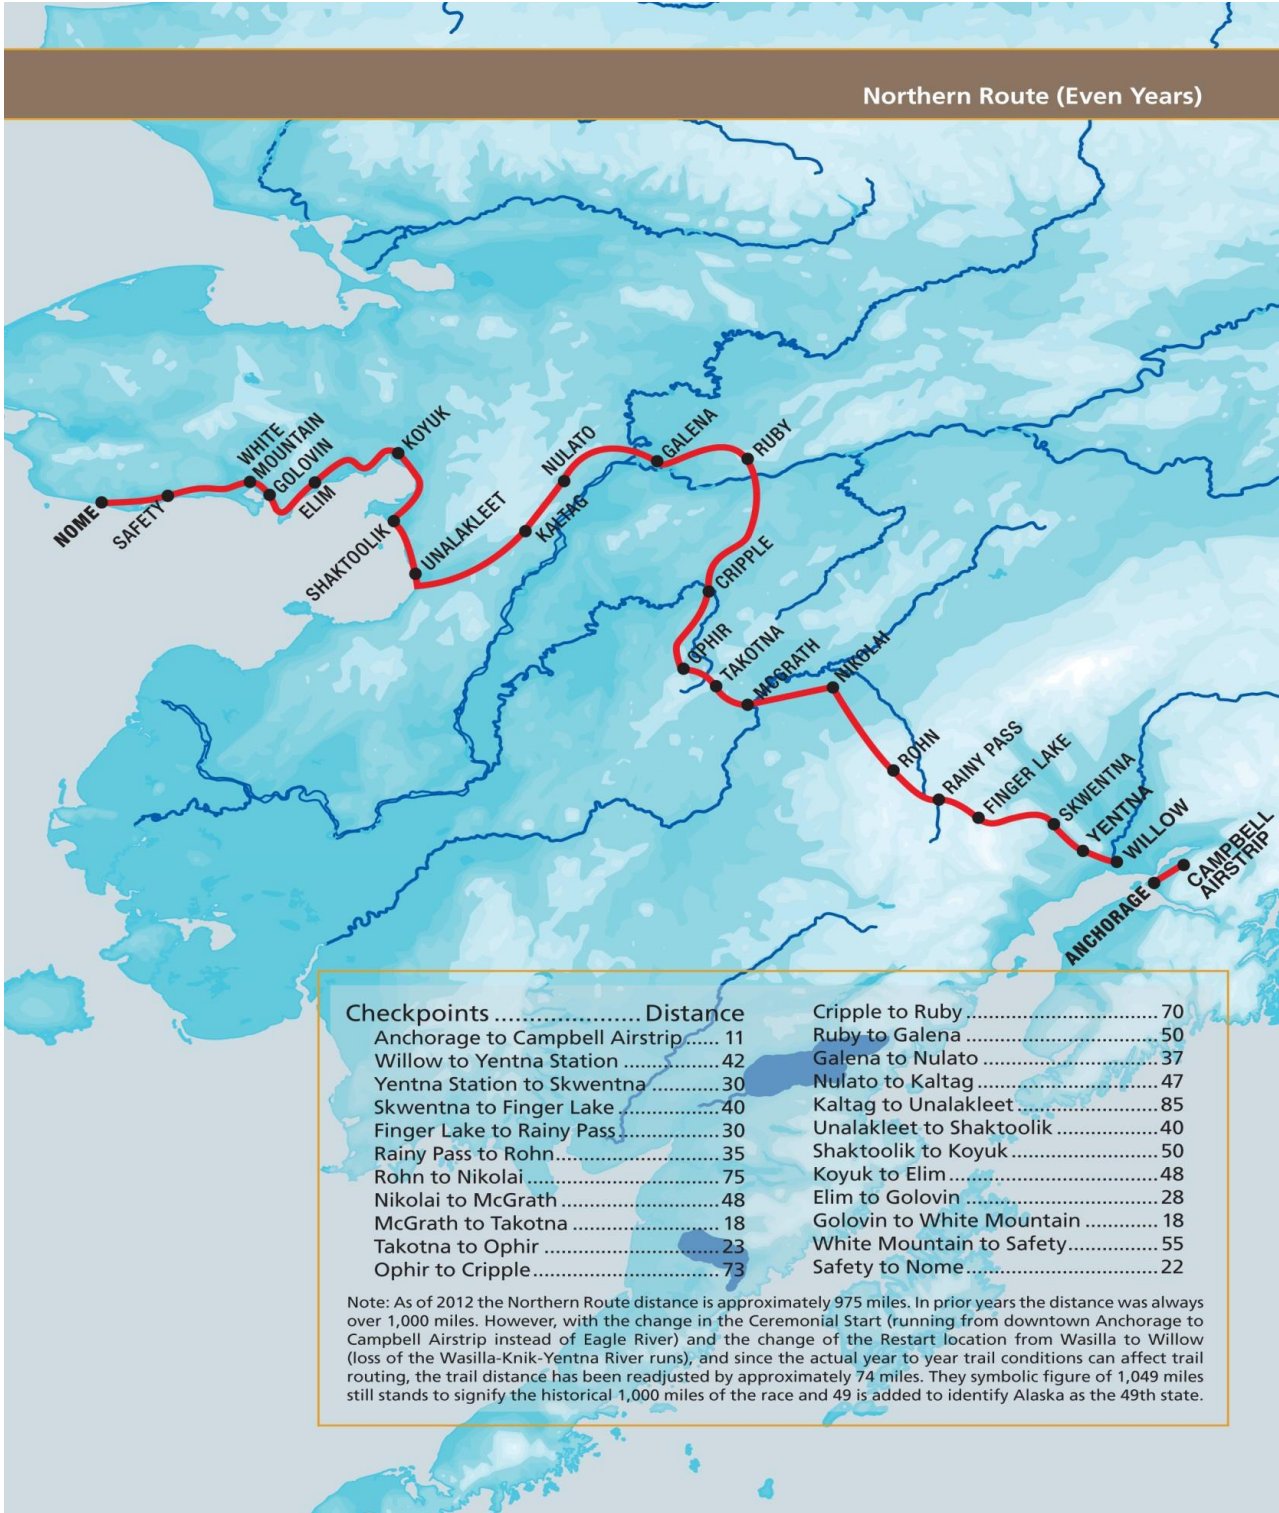 Northern Route (Even Years)
KOYUK
WHITE
MOUNTAIN
GOLOVIN
ELIM
NOME
SAFETY
SHAKTOOLIK
UNALAKLEET
NULATO
KALTAG
GALENA
RUBY
CRIPPLE
OPHIR
TAKOTNA
MCGRATH
NIKOLAI
ROHN
RAINY PASS
FINGER LAKE
SKWENTNA
YENTNA
WILLOW
CAMPBELL
AIRSTRIP
ANCHORAGE
Checkpoints ..................... Distance
Anchorage to Campbell Airstrip ...... 11
Willow to Yentna Station ................ 42
Yentna Station to Skwentna ............ 30
Skwentna to Finger Lake .................. 40
Finger Lake to Rainy Pass .................. 30
Rainy Pass to Rohn ............................. 35
Rohn to Nikolai .................................. 75
Nikolai to McGrath ............................ 48
McGrath to Takotna .......................... 18
Takotna to Ophir ............................... 23
Ophir to Cripple ................................. 73
Cripple to Ruby .................................. 70
Ruby to Galena .................................. 50
Galena to Nulato ............................... 37
Nulato to Kaltag ................................ 47
Kaltag to Unalakleet ......................... 85
Unalakleet to Shaktoolik .................. 40
Shaktoolik to Koyuk .......................... 50
Koyuk to Elim .................................... 48
Elim to Golovin ................................. 28
Golovin to White Mountain ............. 18
White Mountain to Safety ................ 55
Safety to Nome .................................. 22
Note: As of 2012 the Northern Route distance is approximately 975 miles. In prior years the distance was always
over 1,000 miles. However, with the change in the Ceremonial Start (running from downtown Anchorage to
Campbell Airstrip instead of Eagle River) and the change of the Restart location from Wasilla to Willow
(loss of the Wasilla-Knik-Yentna River runs), and since the actual year to year trail conditions can affect trail
routing, the trail distance has been readjusted by approximately 74 miles. They symbolic figure of 1,049 miles
still stands to signify the historical 1,000 miles of the race and 49 is added to identify Alaska as the 49th state.